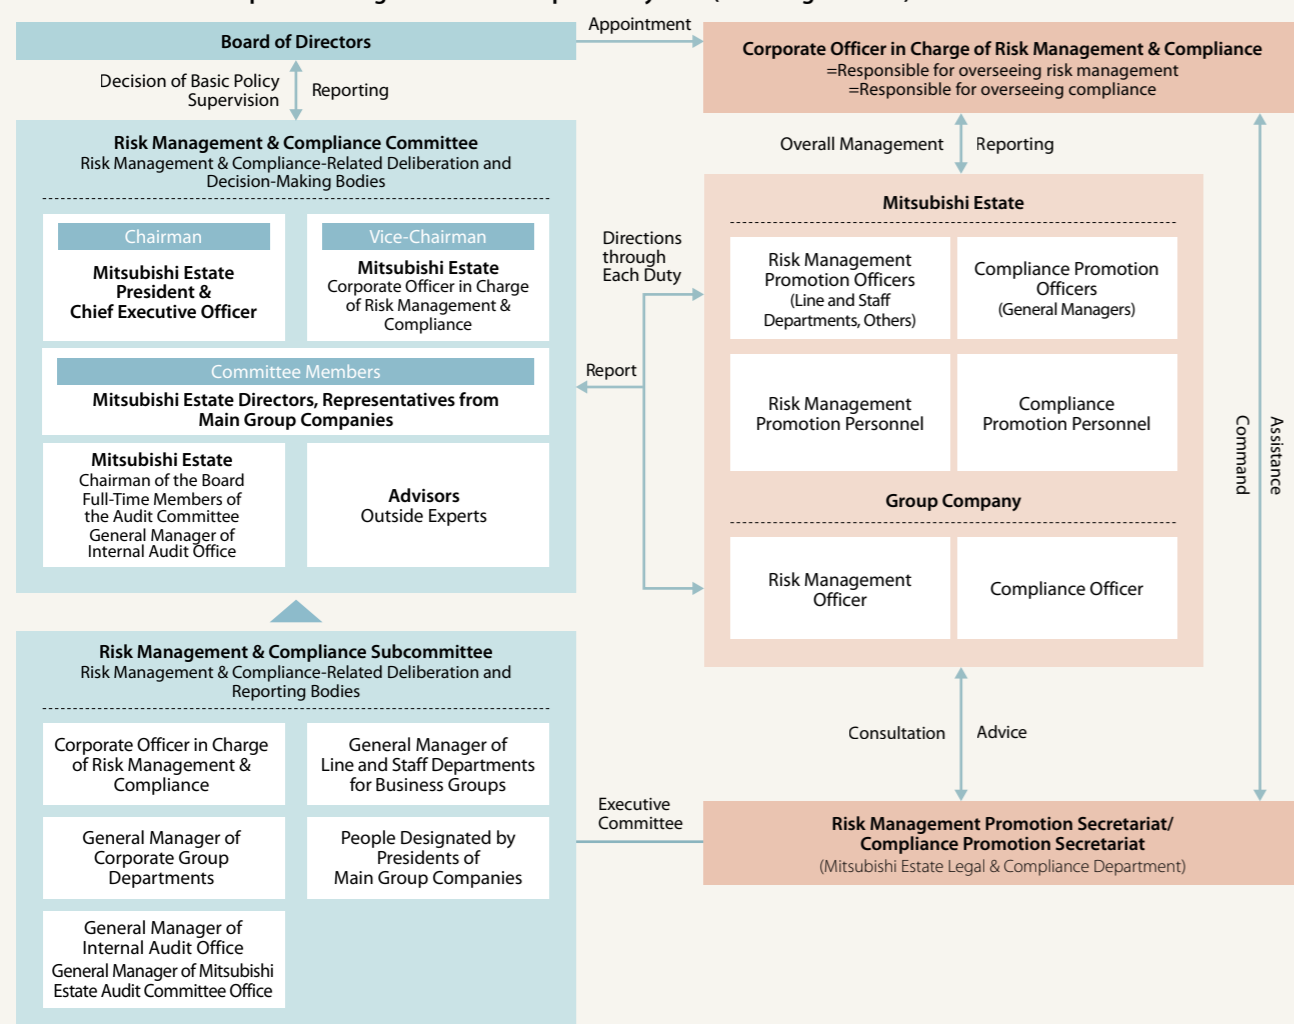 Board of Directors
Appointment
Corporate Officer in Charge of Risk Management & Compliance
=Responsible for overseeing risk management
=Responsible for overseeing compliance
Decision of Basic Policy
Supervision
Reporting
Risk Management & Compliance Committee
Risk Management & Compliance-Related Deliberation and
Decision-Making Bodies
Chairman
Mitsubishi Estate
President &
Chief Executive Officer
Vice-Chairman
Mitsubishi Estate
Corporate Officer in Charge
of Risk Management &
Compliance
Committee Members
Mitsubishi Estate Directors, Representatives from
Main Group Companies
Mitsubishi Estate
Chairman of the Board
Full-Time Members of
the Audit Committee
General Manager of
Internal Audit Office
Advisors
Outside Experts
Directions
through
Each Duty
Report
Overall Management
Reporting
Mitsubishi Estate
Risk Management
Promotion Officers
(Line and Staff
Departments, Others)
Compliance Promotion
Officers
(General Managers)
Risk Management
Promotion Personnel
Compliance
Promotion Personnel
Group Company
Risk Management
Officer
Compliance Officer
Command
Assistance
Consultation
Advice
Risk Management & Compliance Subcommittee
Risk Management & Compliance-Related Deliberation and
Reporting Bodies
Corporate Officer in Charge
of Risk Management &
Compliance
General Manager of
Line and Staff Departments
for Business Groups
General Manager of
Corporate Group
Departments
People Designated by
Presidents of
Main Group Companies
General Manager of
Internal Audit Office
General Manager of Mitsubishi
Estate Audit Committee Office
Executive
Committee
Risk Management Promotion Secretariat/
Compliance Promotion Secretariat
(Mitsubishi Estate Legal & Compliance Department)